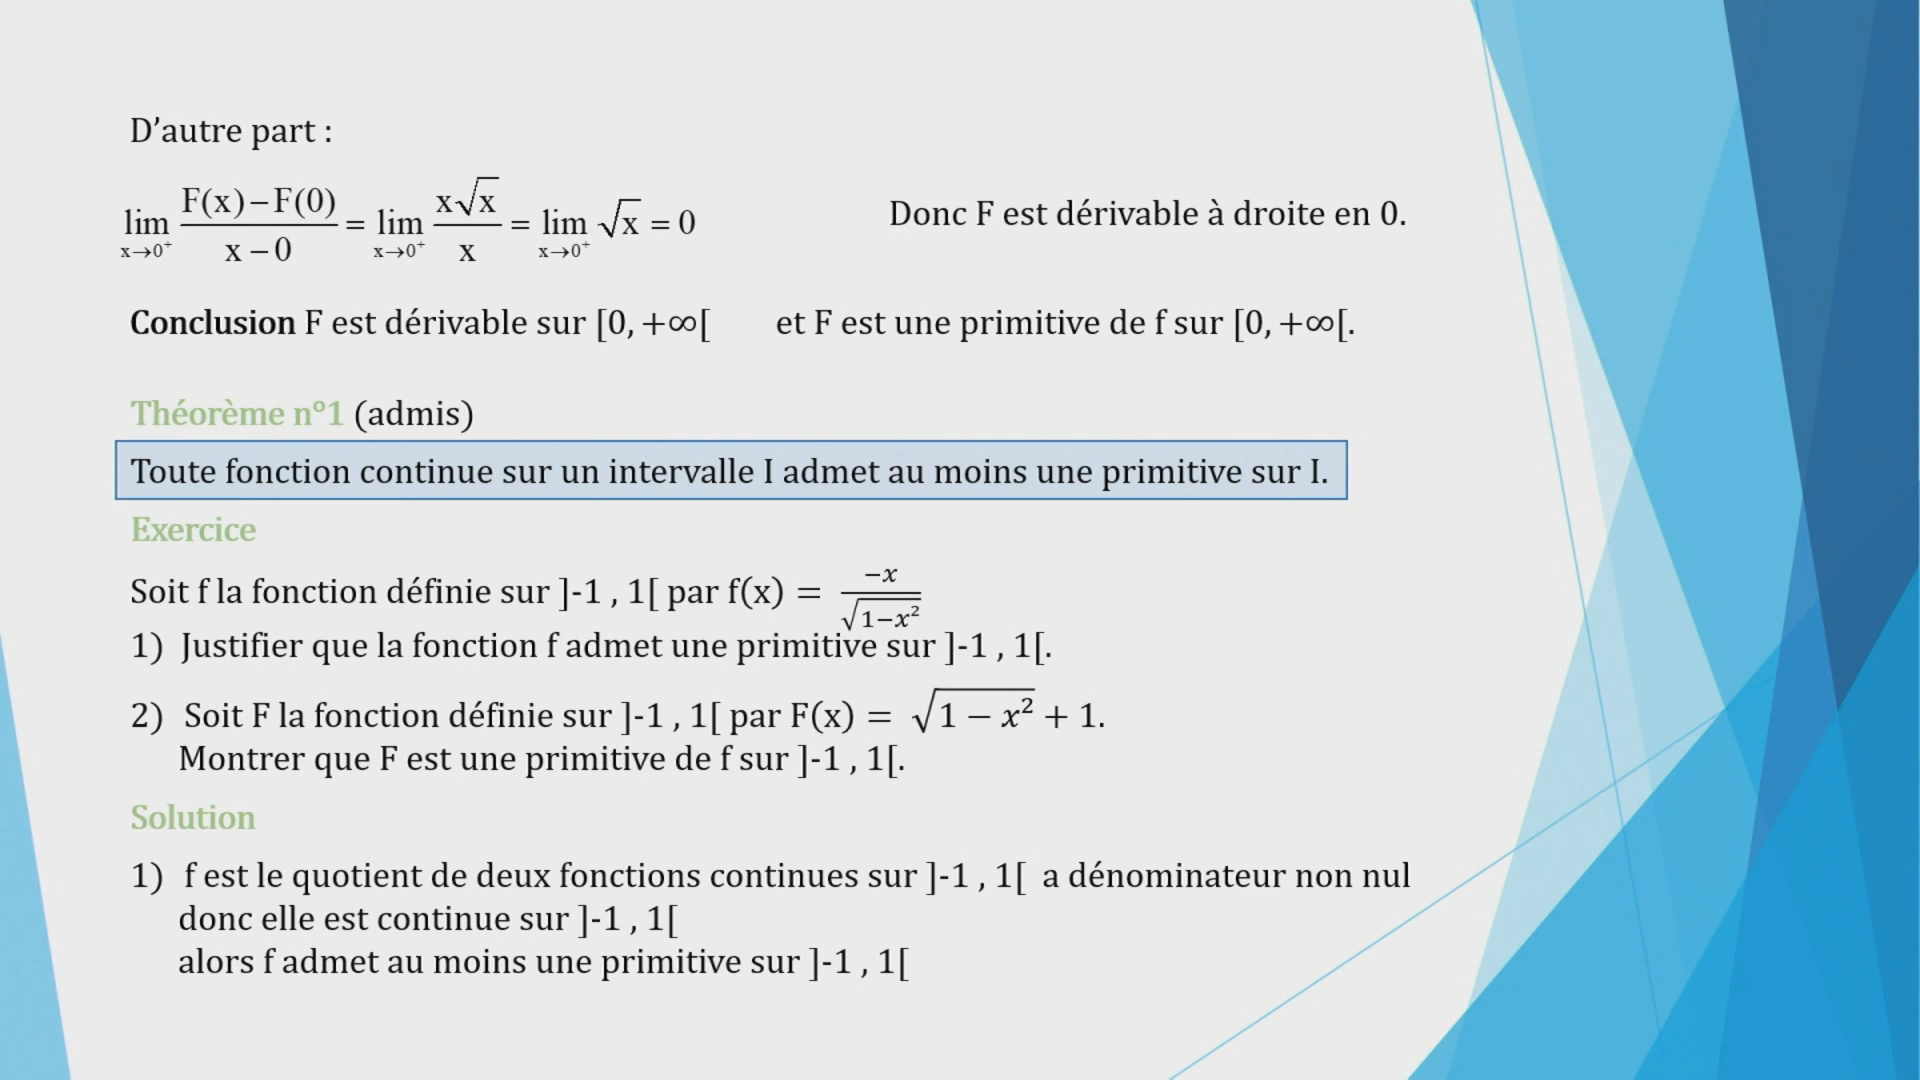 D’autre part :
lim x→0⁺ (F(x)−F(0))/(x−0) = lim x→0⁺ (x√x)/x = lim x→0⁺ √x = 0 Donc F est dérivable à droite en 0.
Conclusion F est dérivable sur [0, +∞[ et F est une primitive de f sur [0, +∞[.
Théorème n°1 (admis)
Toute fonction continue sur un intervalle I admet au moins une primitive sur I.
Exercice
Soit f la fonction définie sur ]-1 , 1[ par f(x) = −x/√(1−x²)
1) Justifier que la fonction f admet une primitive sur ]-1 , 1[.
2) Soit F la fonction définie sur ]-1 , 1[ par F(x) = √(1 − x²) + 1.
Montrer que F est une primitive de f sur ]-1 , 1[.
Solution
1) f est le quotient de deux fonctions continues sur ]-1 , 1[ a dénominateur non nul
donc elle est continue sur ]-1 , 1[
alors f admet au moins une primitive sur ]-1 , 1[